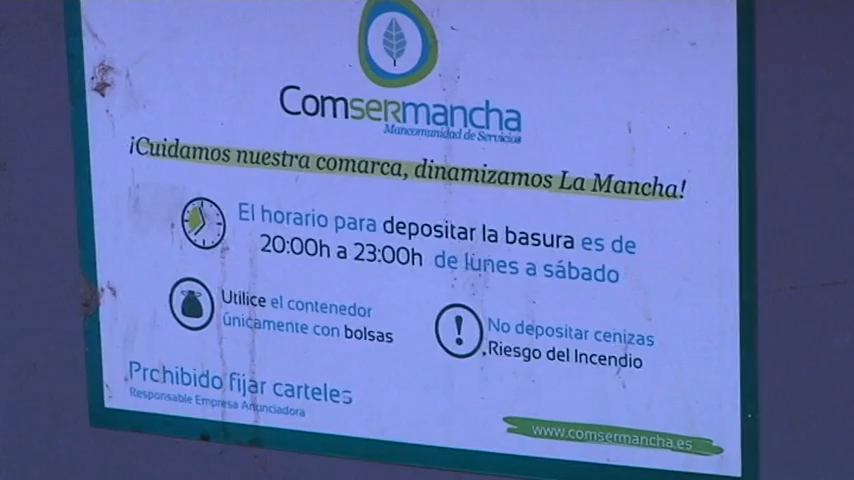 Comsermancha
Mancomunidad de Servicios
¡Cuidamos nuestra comarca, dinamizamos La Mancha!
El horario para depositar la basura es de
20:00h a 23:00h de lunes a sábado
Utilice el contenedor
únicamente con bolsas
No depositar cenizas
Riesgo del Incendio
Prohibido fijar carteles
Responsable Empresa Anunciadora
www.comsermancha.es